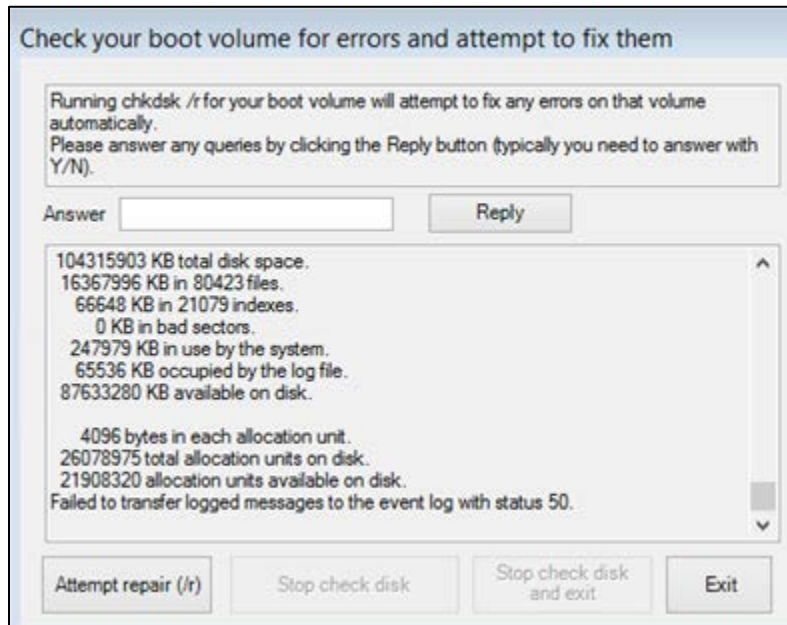 Check your boot volume for errors and attempt to fix them
Running chkdsk /r for your boot volume will attempt to fix any errors on that volume
automatically.
Please answer any queries by clicking the Reply button (typically you need to answer with
Y/N).
Answer
Reply
104315903 KB total disk space.
16367996 KB in 80423 files.
66648 KB in 21079 indexes.
0 KB in bad sectors.
247979 KB in use by the system.
65536 KB occupied by the log file.
87633280 KB available on disk.
4096 bytes in each allocation unit.
26078975 total allocation units on disk.
21908320 allocation units available on disk.
Failed to transfer logged messages to the event log with status 50.
Attempt repair (/r)
Stop check disk
Stop check disk
and exit
Exit